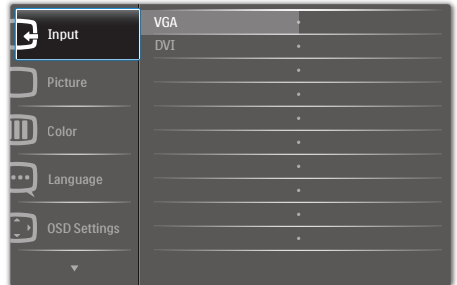 Input
VGA
DVI
Picture
Color
Language
OSD Settings